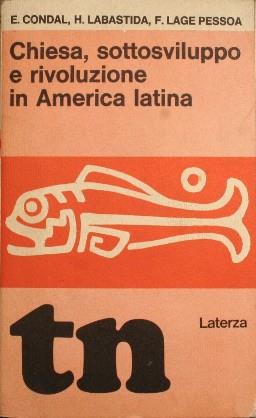 E. CONDAL, H. LABASTIDA, F. LAGE PESSOA
Chiesa, sottosviluppo
e rivoluzione
in America latina
Laterza
tn